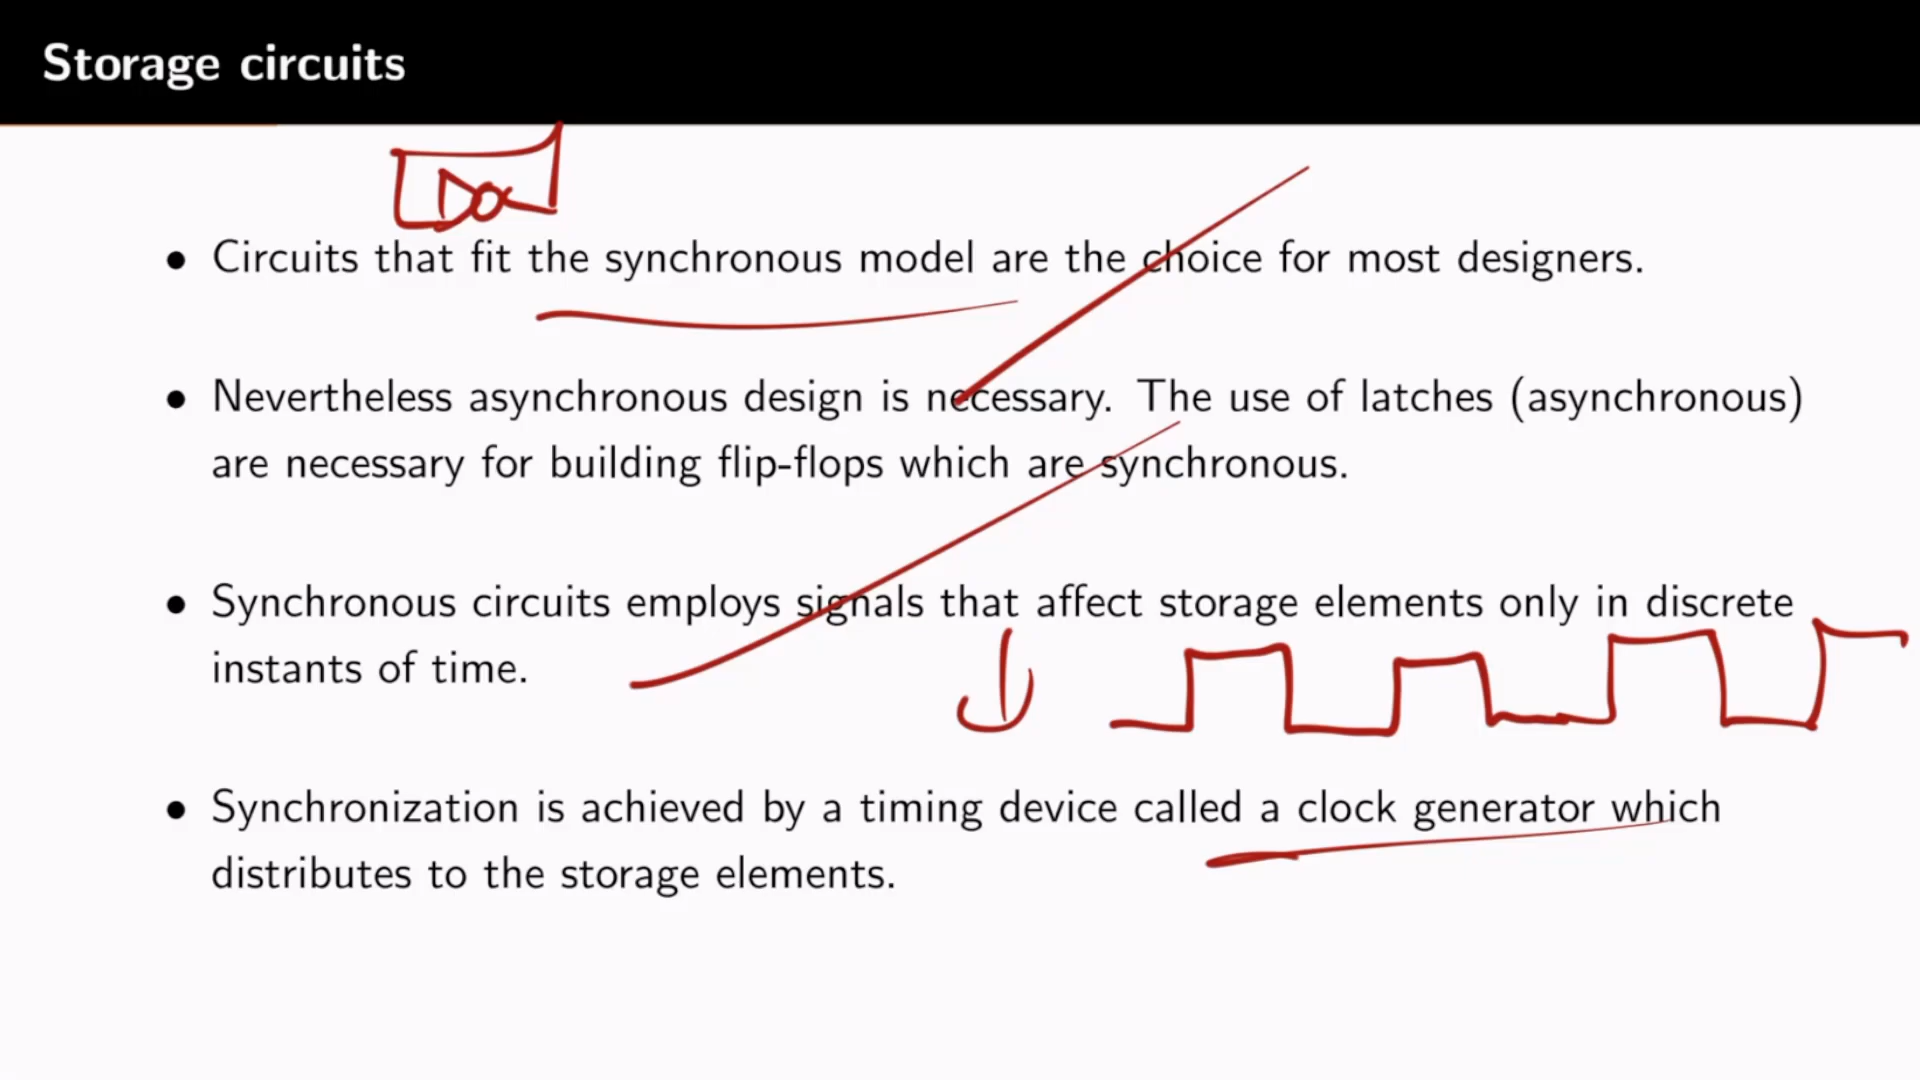 Storage circuits
• Circuits that fit the synchronous model are the choice for most designers.
• Nevertheless asynchronous design is necessary. The use of latches (asynchronous)
are necessary for building flip-flops which are synchronous.
• Synchronous circuits employs signals that affect storage elements only in discrete
instants of time.
• Synchronization is achieved by a timing device called a clock generator which
distributes to the storage elements.